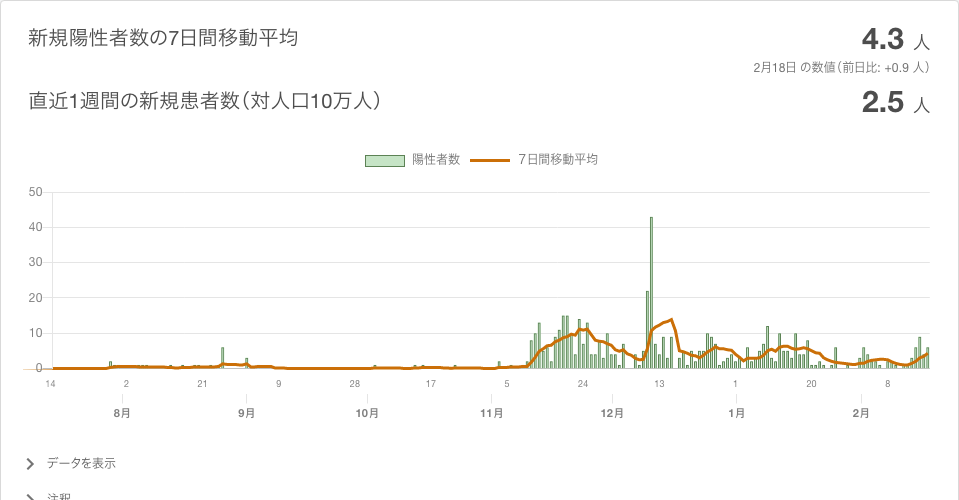 新規陽性者数の7日間移動平均
4.3 人
2月18日 の数値（前日比: +0.9 人）
直近1週間の新規患者数（対人口10万人）
2.5 人
陽性者数 7日間移動平均
50
40
30
20
10
0
14 2 21 9 28 17 5 24 13 1 20 8
8月 9月 10月 11月 12月 1月 2月
データを表示
注釈